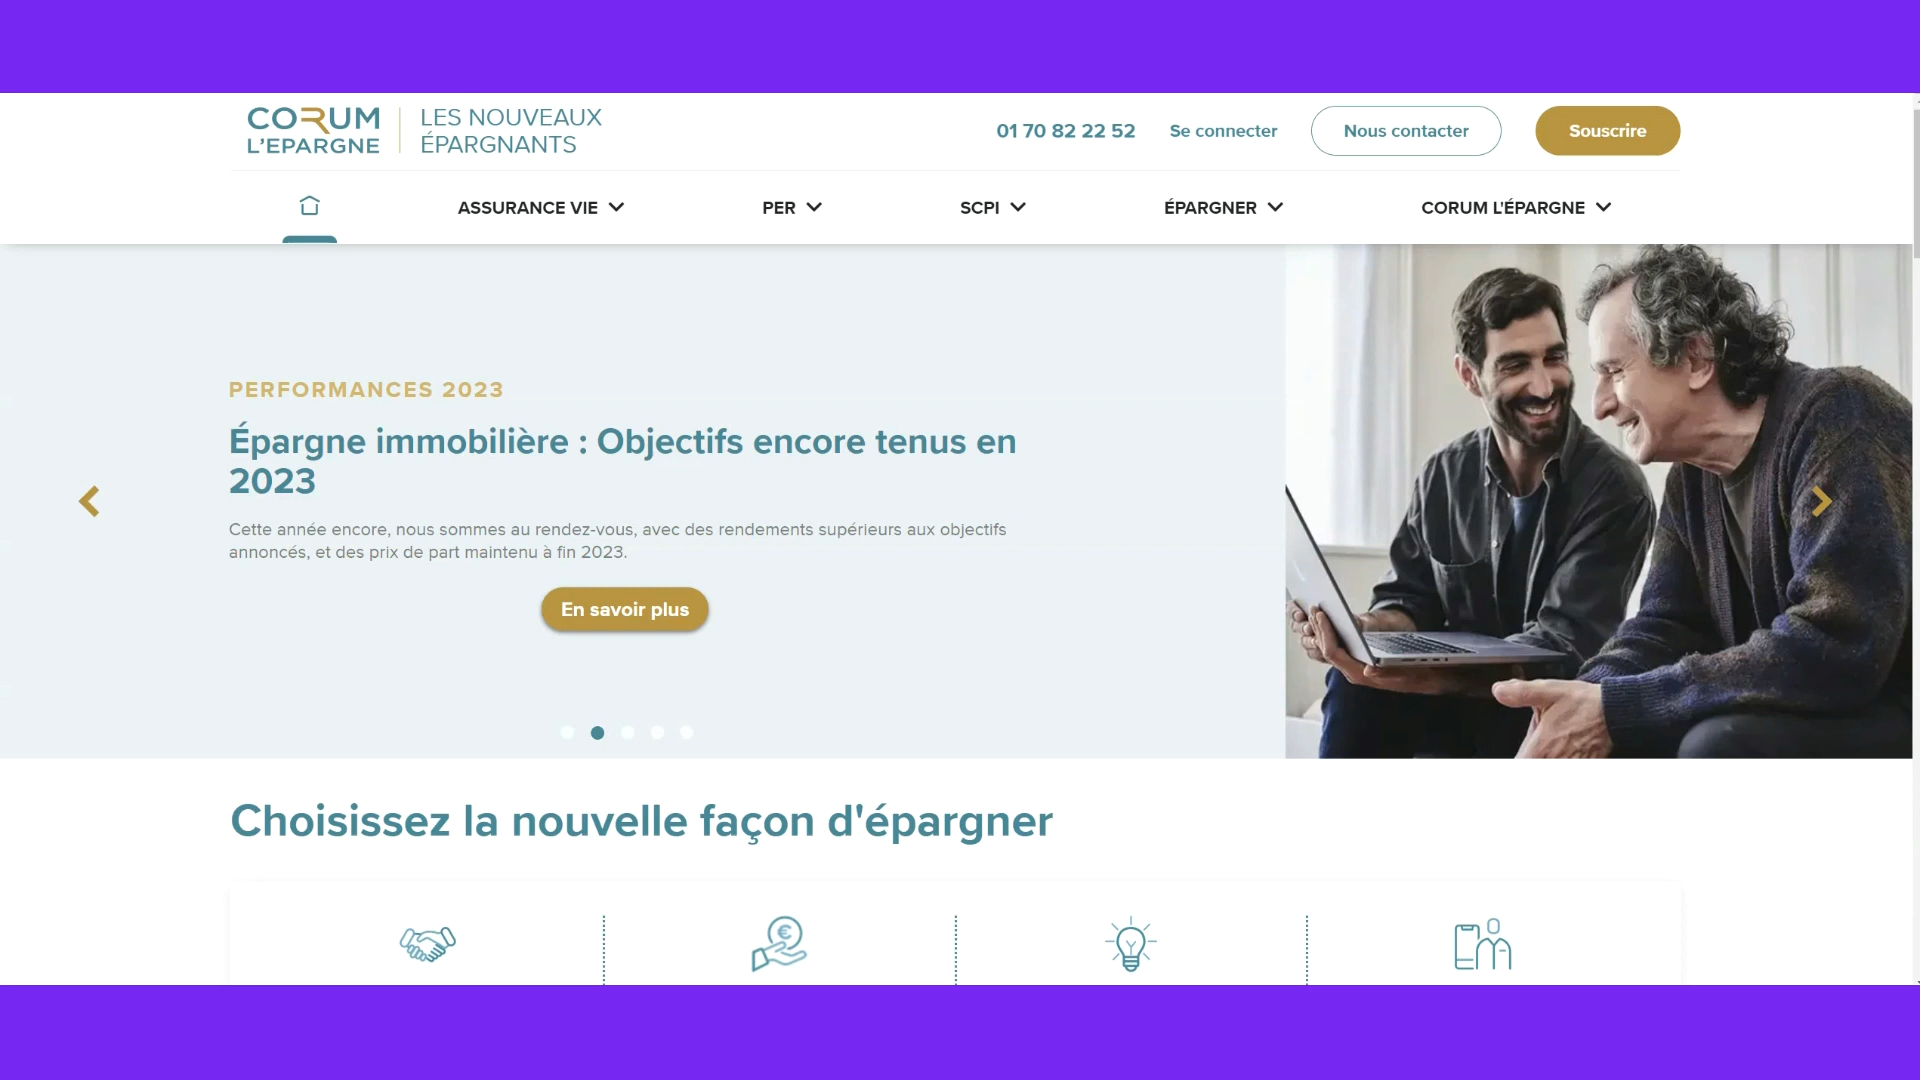 CORUM
L'EPARGNE
LES NOUVEAUX
ÉPARGNANTS
01 70 82 22 52
Se connecter
Nous contacter
Souscrire
ASSURANCE VIE
PER
SCPI
ÉPARGNER
CORUM L'ÉPARGNE
PERFORMANCES 2023
Épargne immobilière : Objectifs encore tenus en
2023
Cette année encore, nous sommes au rendez-vous, avec des rendements supérieurs aux objectifs
annoncés, et des prix de part maintenu à fin 2023.
En savoir plus
Choisissez la nouvelle façon d'épargner